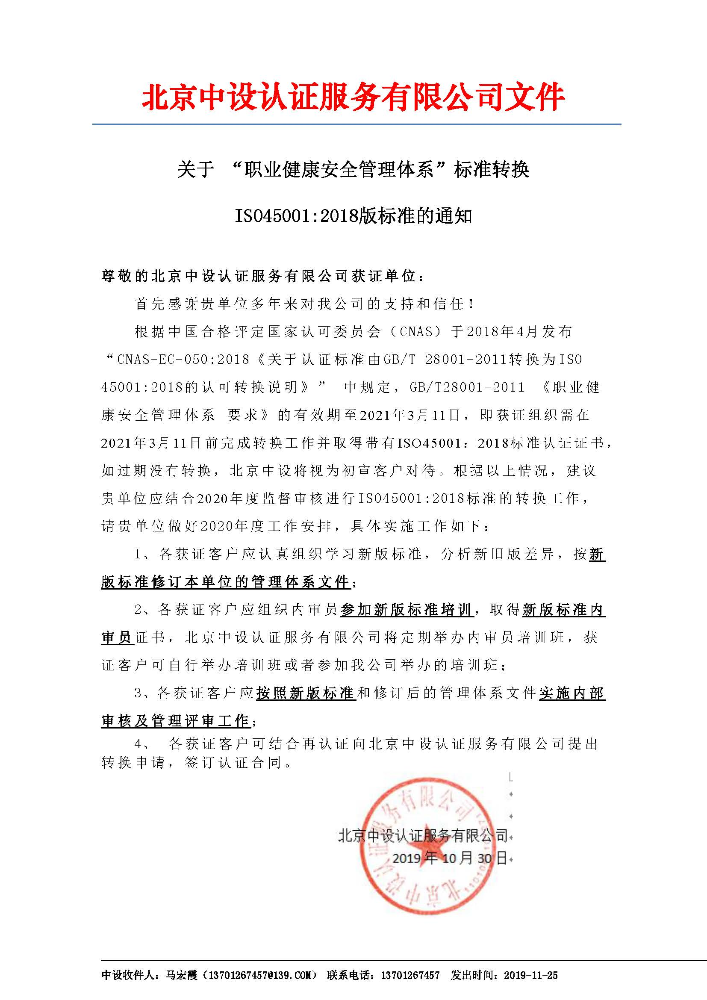 北京中设认证服务有限公司文件
关于 “职业健康安全管理体系”标准转换
ISO45001:2018版标准的通知
尊敬的北京中设认证服务有限公司获证单位：
首先感谢贵单位多年来对我公司的支持和信任！
根据中国合格评定国家认可委员会（CNAS）于2018年4月发布
“CNAS-EC-050:2018《关于认证标准由GB/T 28001-2011转换为ISO
45001:2018的认可转换说明》” 中规定，GB/T28001-2011 《职业健
康安全管理体系 要求》的有效期至2021年3月11日，即获证组织需在
2021年3月11日前完成转换工作并取得带有ISO45001：2018标准认证证书，
如过期没有转换，北京中设将视为初审客户对待。根据以上情况，建议
贵单位应结合2020年度监督审核进行ISO45001:2018标准的转换工作，
请贵单位做好2020年度工作安排，具体实施工作如下：
1、各获证客户应认真组织学习新版标准，分析新旧版差异，按新
版标准修订本单位的管理体系文件；
2、各获证客户应组织内审员参加新版标准培训，取得新版标准内
审员证书，北京中设认证服务有限公司将定期举办内审员培训班，获
证客户可自行举办培训班或者参加我公司举办的培训班；
3、各获证客户应按照新版标准和修订后的管理体系文件实施内部
审核及管理评审工作；
4、 各获证客户可结合再认证向北京中设认证服务有限公司提出
转换申请，签订认证合同。
北京中设认证服务有限公司
北京中设认证服务有限公司
2019 年 10 月 30 日
中设收件人：马宏霞（13701267457@139.COM） 联系电话：13701267457 发出时间：2019-11-25